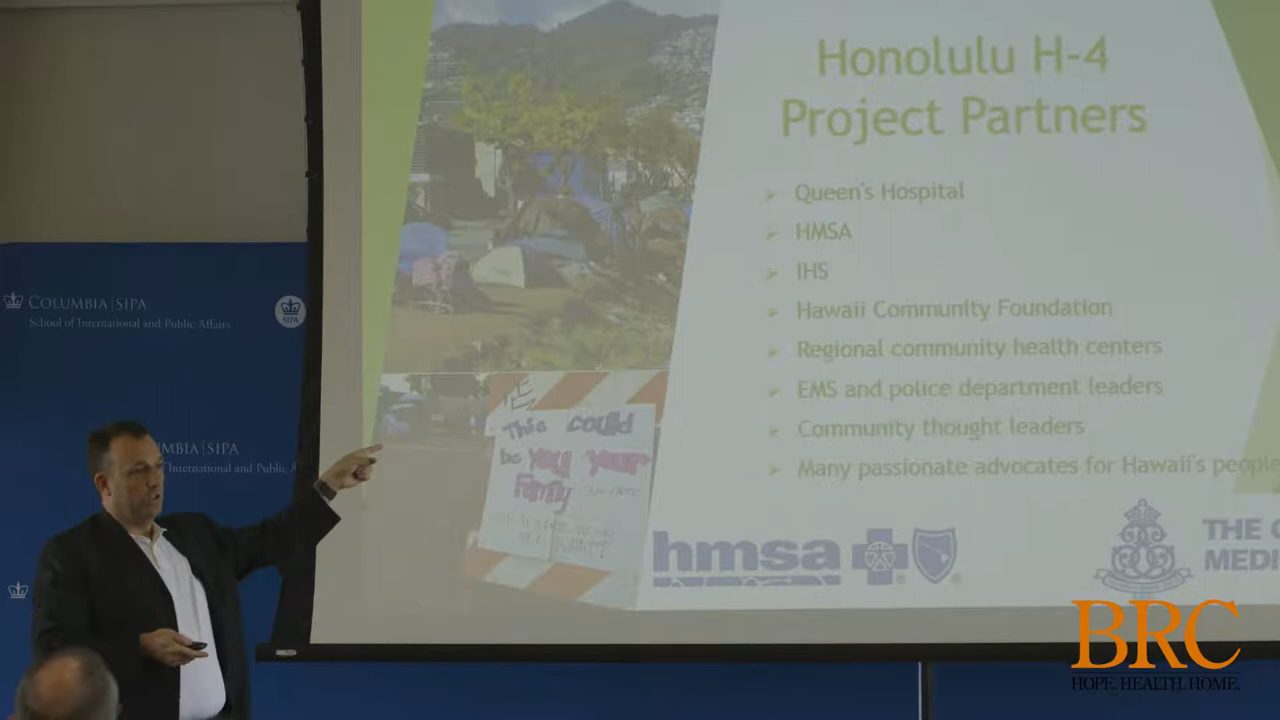 Honolulu H-4
Project Partners
Queen's Hospital
HMSA
IHS
Hawaii Community Foundation
Regional community health centers
EMS and police department leaders
Community thought leaders
Many passionate advocates for Hawaii's people
This could
be you your
Family
hmsa
THE
MEDI
COLUMBIA | SIPA
School of International and Public Affairs
SIPA
MBIA | SIPA
International and Public A
BRC
HOPE. HEALTH. HOME.